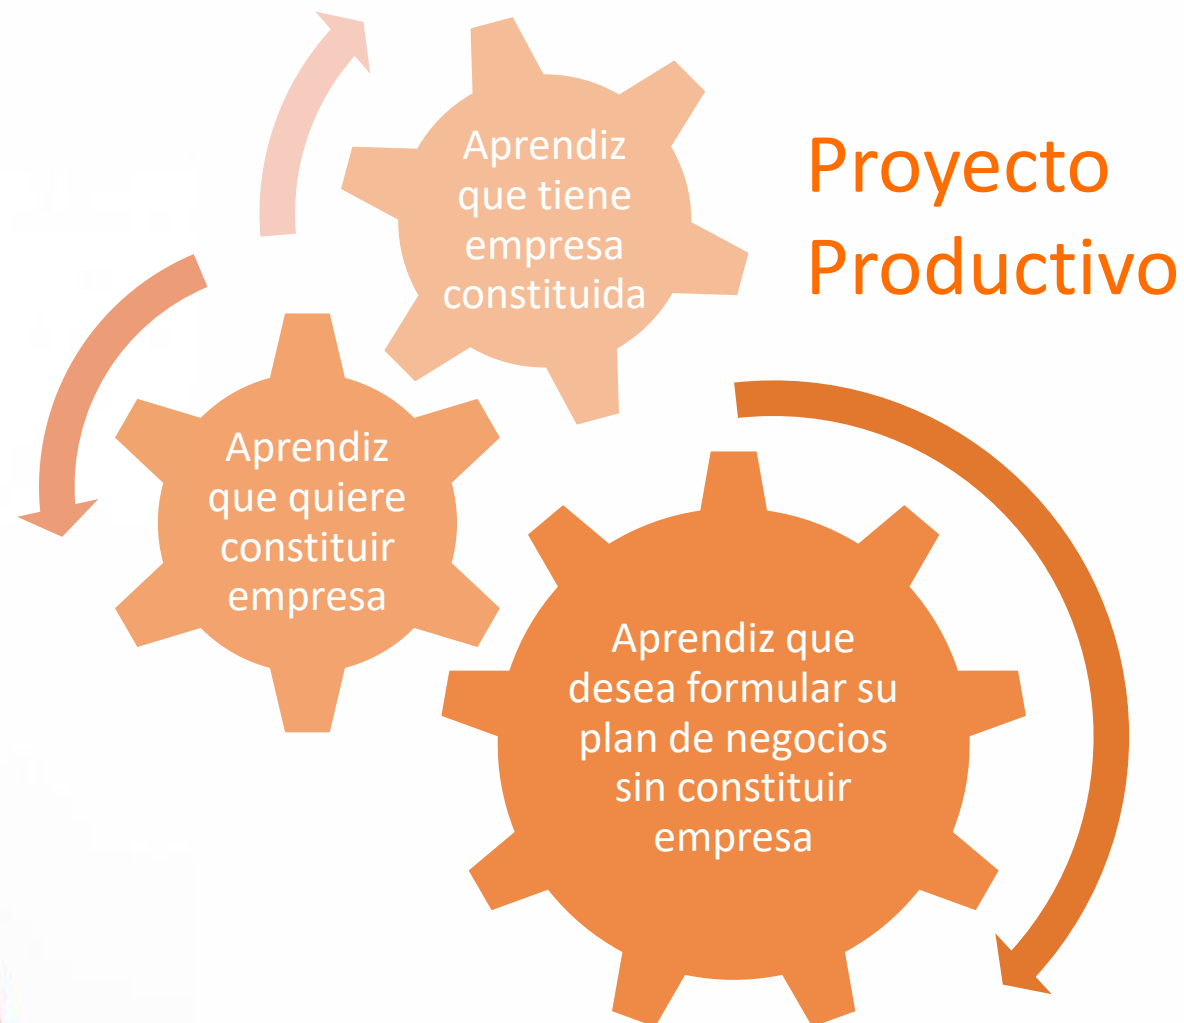 Proyecto
Productivo
Aprendiz
que tiene
empresa
constituida
Aprendiz
que quiere
constituir
empresa
Aprendiz que
desea formular su
plan de negocios
sin constituir
empresa